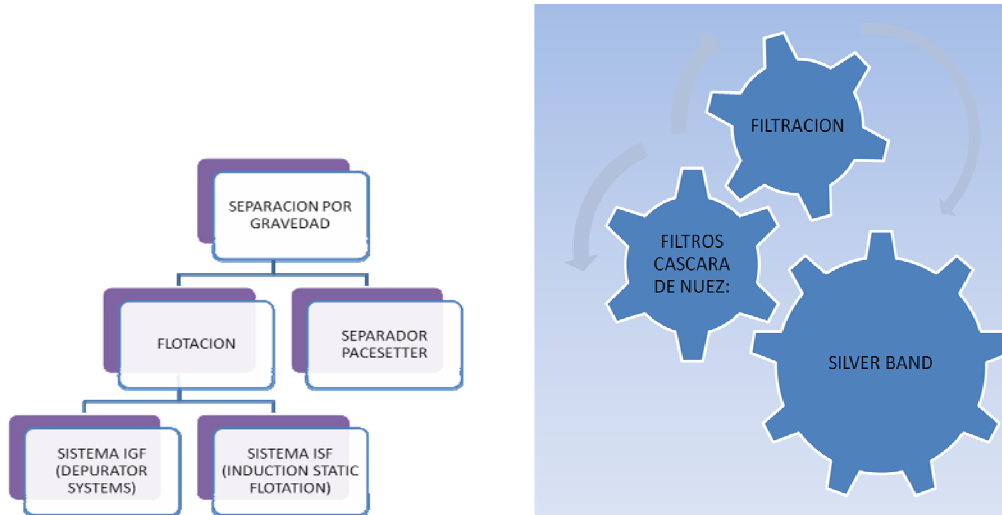 SEPARACION POR
GRAVEDAD
FLOTACION
SEPARADOR
PACESETTER
SISTEMA IGF
(DEPURATOR
SYSTEMS)
SISTEMA ISF
(INDUCTION STATIC
FLOTATION)
FILTRACION
FILTROS
CASCARA
DE NUEZ:
SILVER BAND